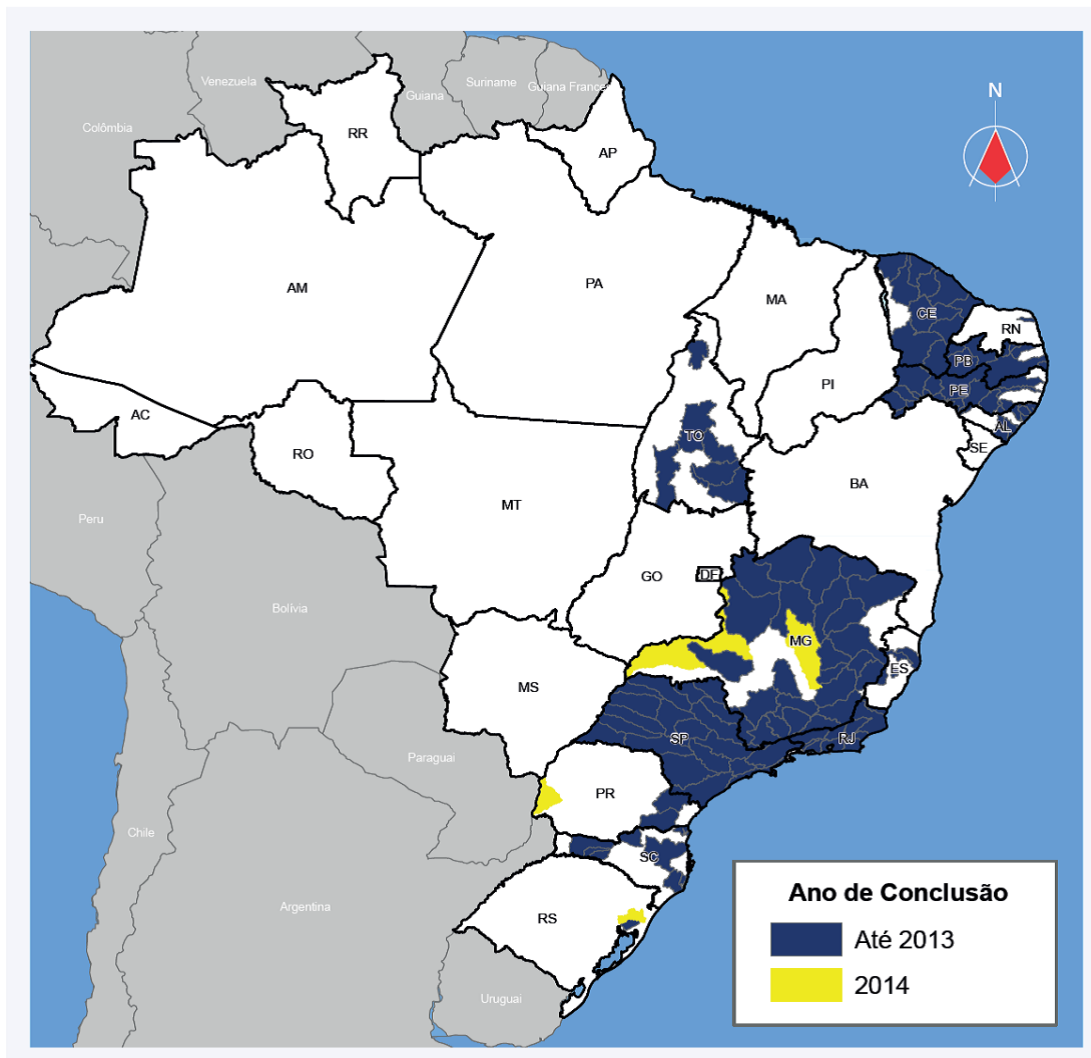 Venezuela
Suriname
Guiana
Guiana France
Colômbia
RR
AP
N
AM
PA
MA
CE
RN
PB
PI
PE
AC
TO
AL
RO
SE
BA
MT
Peru
GO
DF
Bolívia
MG
ES
MS
SP
RJ
Paraguai
PR
Chile
SC
Argentina
RS
Uruguai
Ano de Conclusão
Até 2013
2014